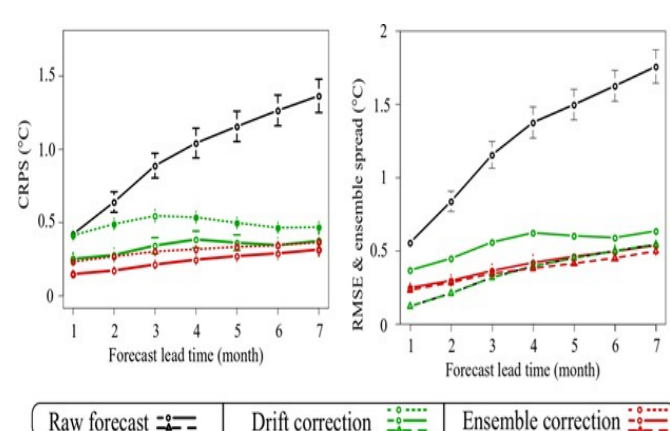 CRPS (°C)
1.5
1.0
0.5
0
1 2 3 4 5 6 7
Forecast lead time (month)
RMSE & ensemble spread (°C)
2
1.5
1
0.5
0
1 2 3 4 5 6 7
Forecast lead time (month)
Raw forecast
Drift correction
Ensemble correction